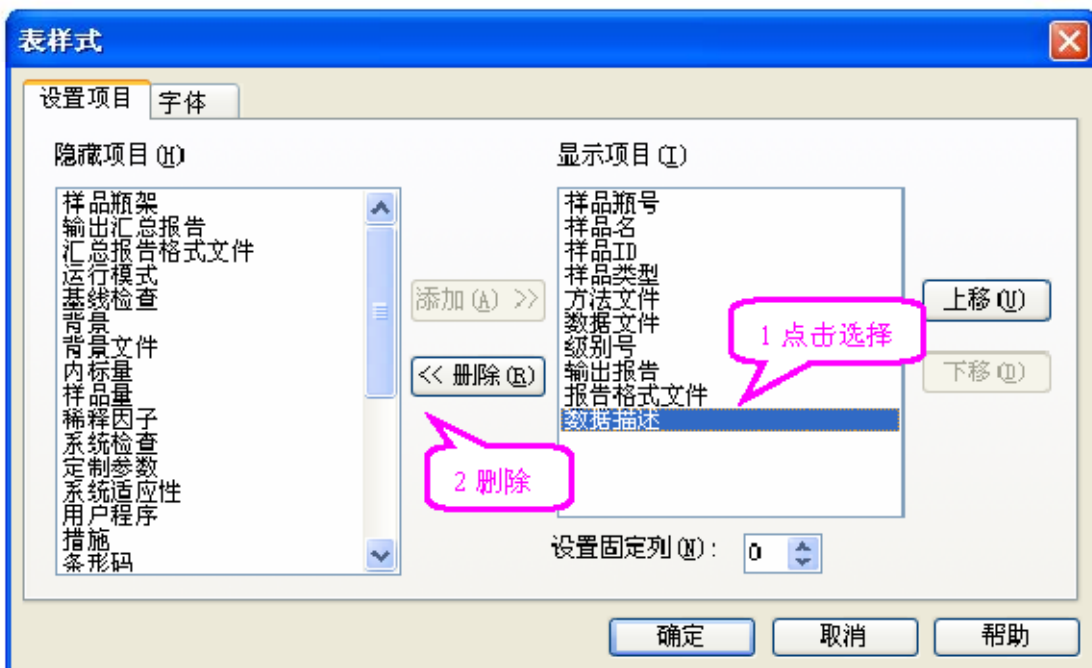 表样式
设置项目
字体
隐藏项目(H)
显示项目(I)
样品瓶架
输出汇总报告
汇总报告格式文件
运行模式
基线检查
背景
背景文件
内标量
样品量
稀释因子
系统检查
定制参数
系统适应性
用户程序
措施
条形码
添加(A) >>
<< 删除(R)
样品瓶号
样品名
样品ID
样品类型
方法文件
数据文件
级别号
输出报告
报告格式文件
数据描述
上移(U)
下移(D)
1 点击选择
2 删除
设置固定列(N): 0
确定
取消
帮助